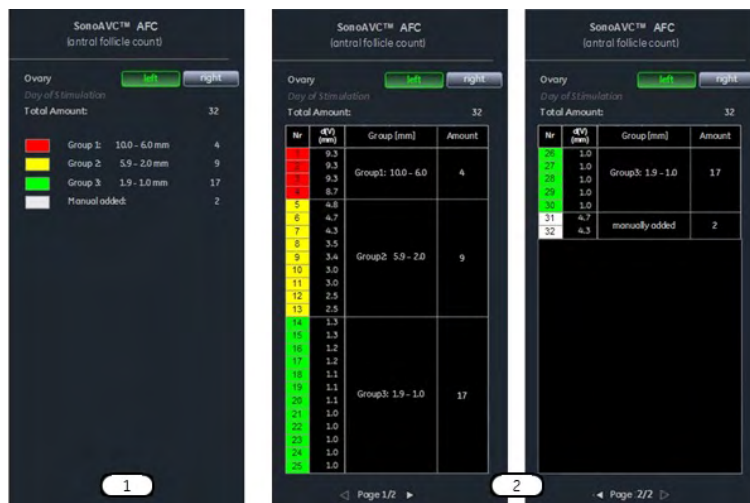 SonoAVC™ AFC
(antral follicle count)
Ovary left right
Day of Stimulation
Total Amount: 32
Group 1: 10.0 - 6.0 mm 4
Group 2: 5.9 - 2.0 mm 9
Group 3: 1.9 - 1.0 mm 17
Manual added: 2
1
SonoAVC™ AFC
(antral follicle count)
Ovary left right
Day of Stimulation
Total Amount: 32
Nr d(V) (mm) Group [mm] Amount
1 9.3
2 9.3
3 9.3 Group1: 10.0 - 6.0 4
4 8.7
5 4.8
6 4.7
7 4.3
8 3.5
9 3.4 Group2: 5.9 - 2.0 9
10 3.0
11 3.0
12 2.5
13 2.5
14 1.3
15 1.3
16 1.2
17 1.2
18 1.1
19 1.1
20 1.1 Group3: 1.9 - 1.0 17
21 1.0
22 1.0
23 1.0
24 1.0
25 1.0
◁ Page 1/2 ▶
SonoAVC™ AFC
(antral follicle count)
Ovary left right
Day of Stimulation
Total Amount: 32
Nr d(V) (mm) Group [mm] Amount
26 1.0
27 1.0
28 1.0 Group3: 1.9 - 1.0 17
29 1.0
30 1.0
31 4.7 manually added 2
32 4.3
◀ Page 2/2 ▷
2